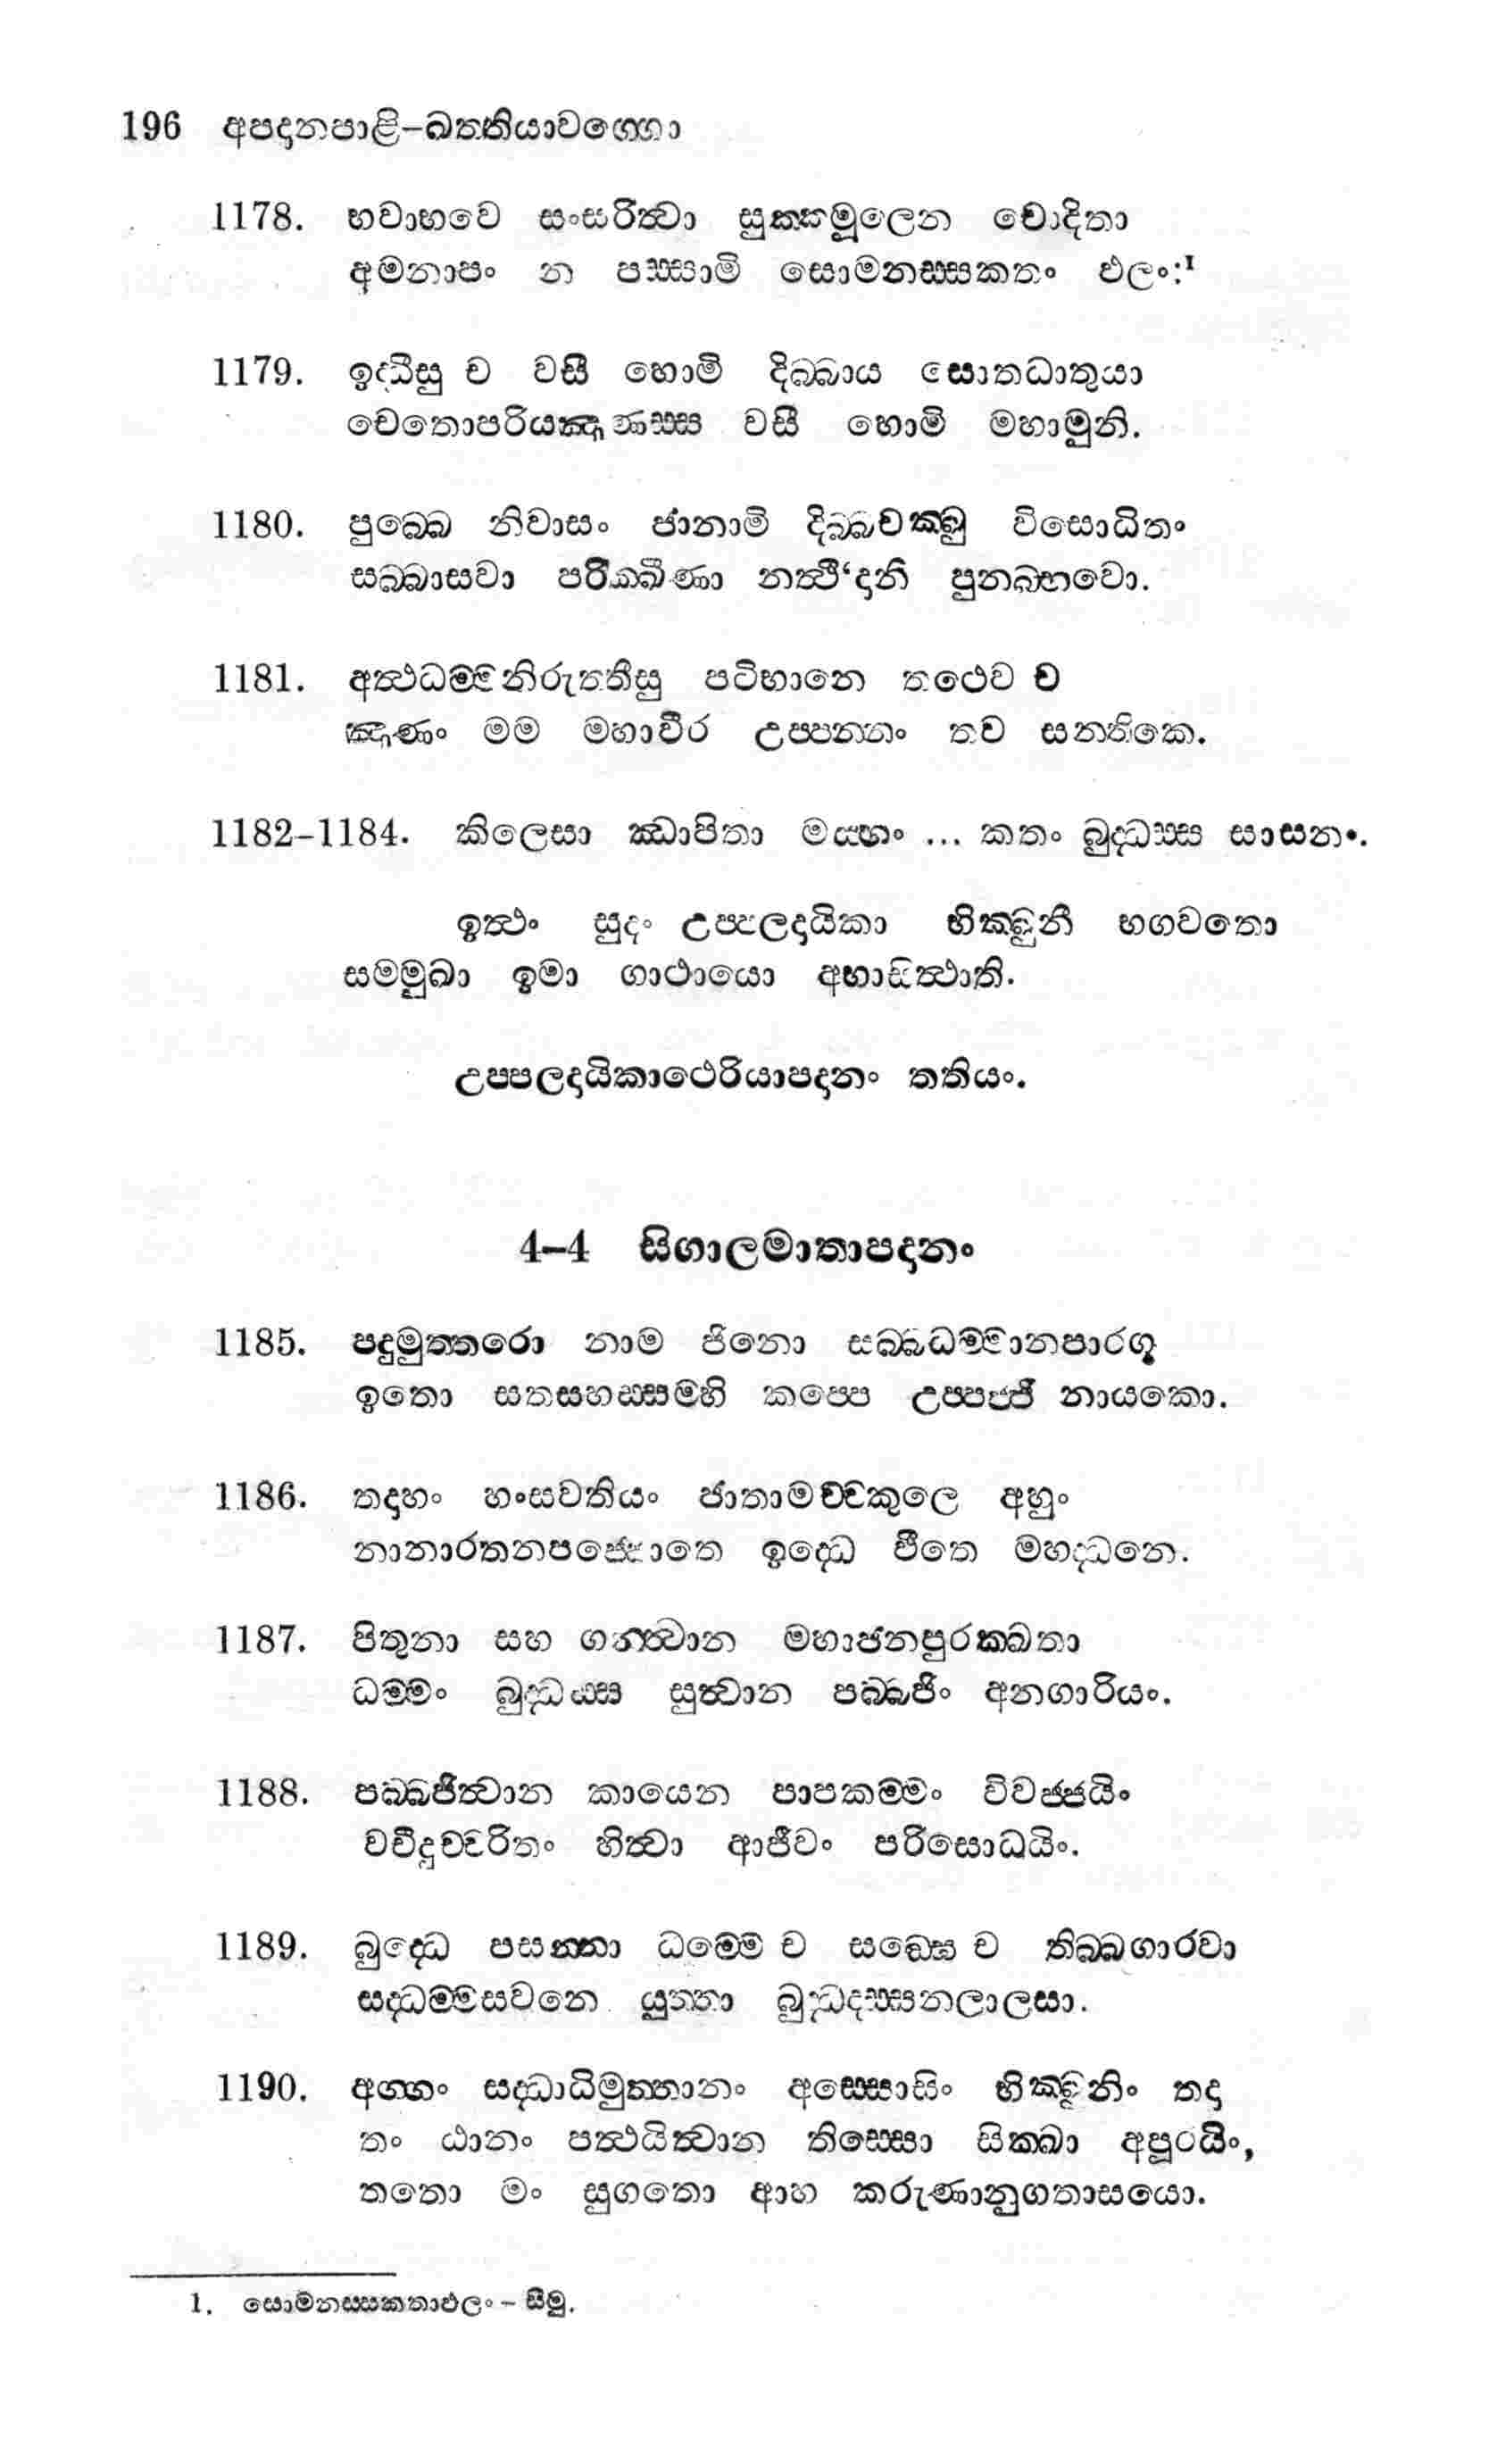 196 අපදානපාළි-ඛත්තියාවග්ගො
1178. භවාභවෙ සංසරිත්වා සුක්කමූලෙන චොදිතා
අමනාපං න පස්සාමි සොමනස්සකතං ඵලං:1
1179. ඉද්ධීසු ච වසී හොමි දිබ්බාය සොතධාතුයා
චෙතොපරියඤාණස්ස වසී හොමි මහාමුනි.
1180. පුබ්බෙ නිවාසං ජානාමි දිබ්බචක්ඛු විසොධිතං
සබ්බාසවා පරික්ඛීණා නත්ථි‘දානි පුනබ්භවො.
1181. අත්ථධම්මනිරුත්තීසු පටිභානෙ තථෙව ච
ඤාණං මම මහාවීර උප්පන්නං තව සන්තිකෙ.
1182-1184. කිලෙසා ඣාපිතා මය්හං ... කතං බුද්ධස්ස සාසනං.
ඉත්ථං සුදං උප්පලදායිකා භික්ඛුනී භගවතො
සම්මුඛා ඉමා ගාථායො අභාසිත්ථාති.
උප්පලදායිකාථෙරියාපදානං තතියං.
4-4 සිගාලමාතාපදානං
1185. පදුමුත්තරො නාම ජිනො සබ්බධම්මානපාරගූ
ඉතො සතසහස්සම්හි කප්පෙ උප්පජ්ජි නායකො.
1186. තදාහං හංසවතියං ජාතාමච්චකුලෙ අහුං
නානාරතනපජ්ජොතෙ ඉද්ධෙ ඵීතෙ මහද්ධනෙ.
1187. පිතුනා සහ ගන්ත්වාන මහාජනපුරක්ඛතා
ධම්මං බුද්ධස්ස සුත්වාන පබ්බජිං අනගාරියං.
1188. පබ්බජිත්වාන කායෙන පාපකම්මං විවජ්ජයිං
වචීදුච්චරිතං හිත්වා ආජීවං පරිසොධයිං.
1189. බුද්ධෙ පසන්නා ධම්මෙ ච සඞ්ඝෙ ච තිබ්බගාරවා
සද්ධම්මසවනෙ යුත්තා බුද්ධදස්සනලාලසා.
1190. අග්ගං සද්ධාධිමුත්තානං අස්සොසිං භික්ඛුනිං තදා
තං ඨානං පත්ථයිත්වාන තිස්සො සික්ඛා අපූරයිං,
තතො මං සුගතො ආහ කරුණානුගතාසයො.
1. සොමනස්සකතාඵලං - සීමු.